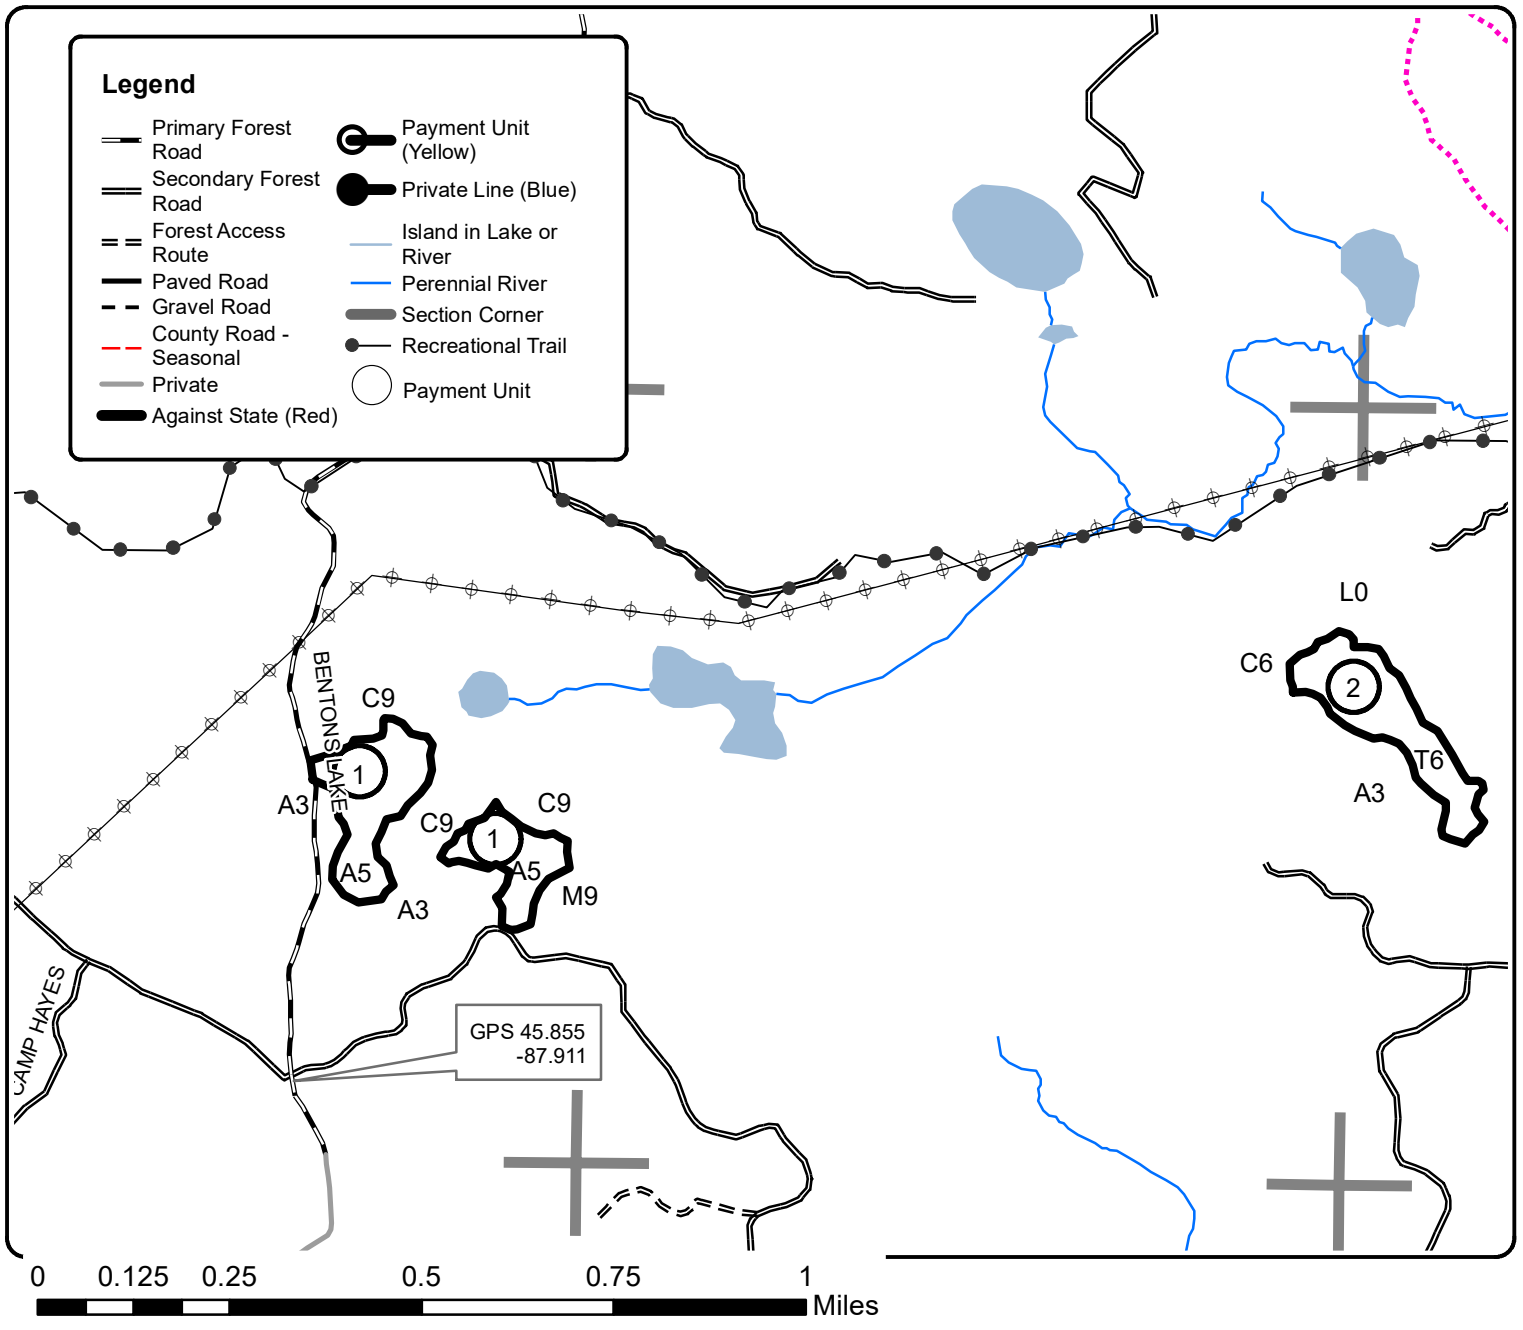 Legend
Primary Forest
Road
Secondary Forest
Road
Forest Access
Route
Paved Road
Gravel Road
County Road -
Seasonal
Private
Against State (Red)
Payment Unit
(Yellow)
Private Line (Blue)
Island in Lake or
River
Perennial River
Section Corner
Recreational Trail
Payment Unit
L0
C6
2
T6
A3
BENTONS LAKE
C9
1
A3
A5
A3
C9
C9
1
A5
M9
CAMP HAYES
GPS 45.855
-87.911
0 0.125 0.25 0.5 0.75 1
Miles